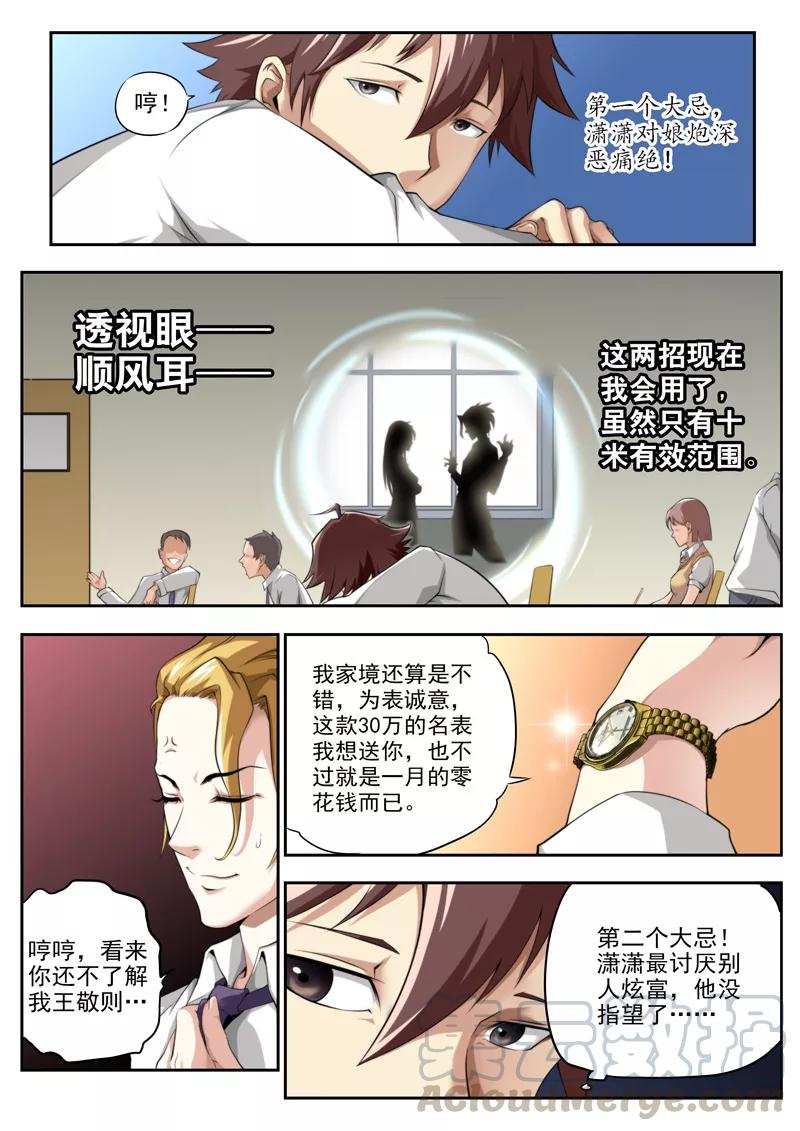 哼！
第一个大忌，
潇潇对娘炮深
恶痛绝！
透视眼——
顺风耳——
这两招现在
我会用了，
虽然只有十
米有效范围。
我家境还算是不
错，为表诚意，
这款30万的名表
我想送你，也不
过就是一月的零
花钱而已。
哼哼，看来
你还不了解
我王敬则…
第二个大忌！
潇潇最讨厌别
人炫富，他没
指望了……
集云数据
AcloudMerge.com